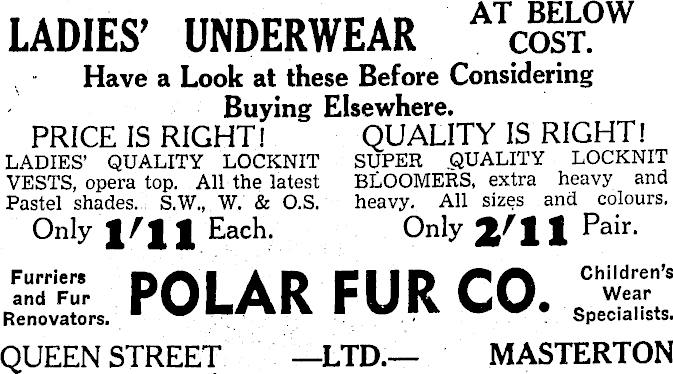 LADIES' UNDERWEAR AT BELOW COST.
Have a Look at these Before Considering
Buying Elsewhere.
PRICE IS RIGHT!
LADIES' QUALITY LOCKNIT
VESTS, opera top. All the latest
Pastel shades. S.W., W. & O.S.
Only 1'11 Each.
QUALITY IS RIGHT!
SUPER QUALITY LOCKNIT
BLOOMERS, extra heavy and
heavy. All sizes and colours.
Only 2'11 Pair.
Furriers
and Fur
Renovators.
POLAR FUR CO.
Children's
Wear
Specialists.
QUEEN STREET —LTD.— MASTERTON